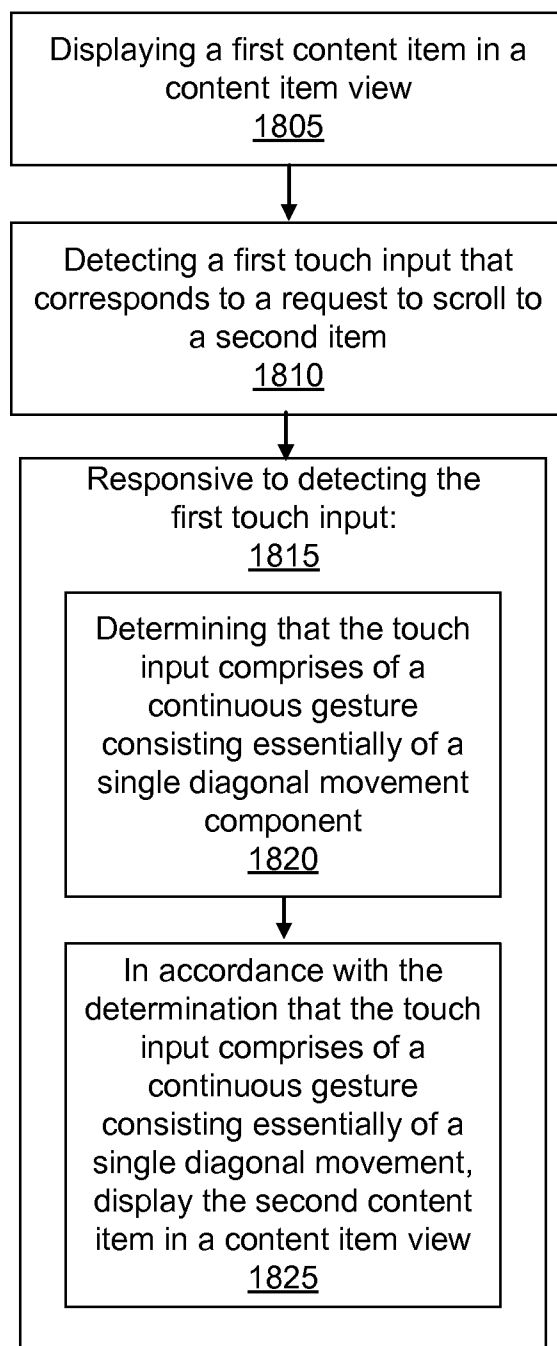 Displaying a first content item in a
content item view
1805
Detecting a first touch input that
corresponds to a request to scroll to
a second item
1810
Responsive to detecting the
first touch input:
1815
Determining that the touch
input comprises of a
continuous gesture
consisting essentially of a
single diagonal movement
component
1820
In accordance with the
determination that the touch
input comprises of a
continuous gesture
consisting essentially of a
single diagonal movement,
display the second content
item in a content item view
1825